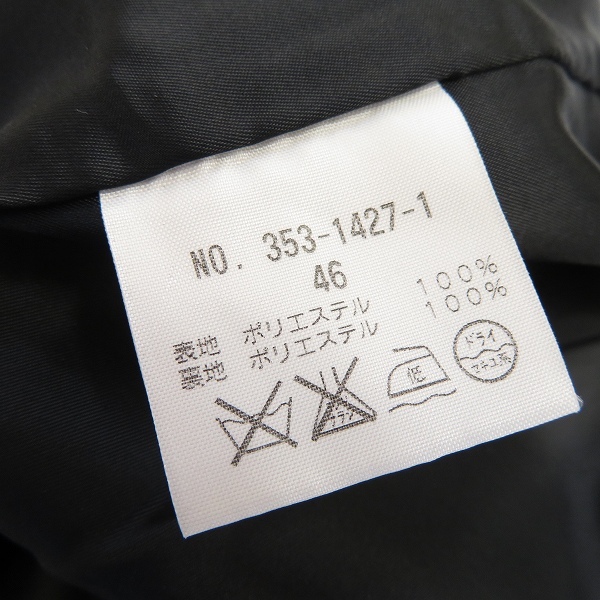 NO. 353-1427-1
46
表地 ポリエステル 100%
裏地 ポリエステル 100%
低
ドライ